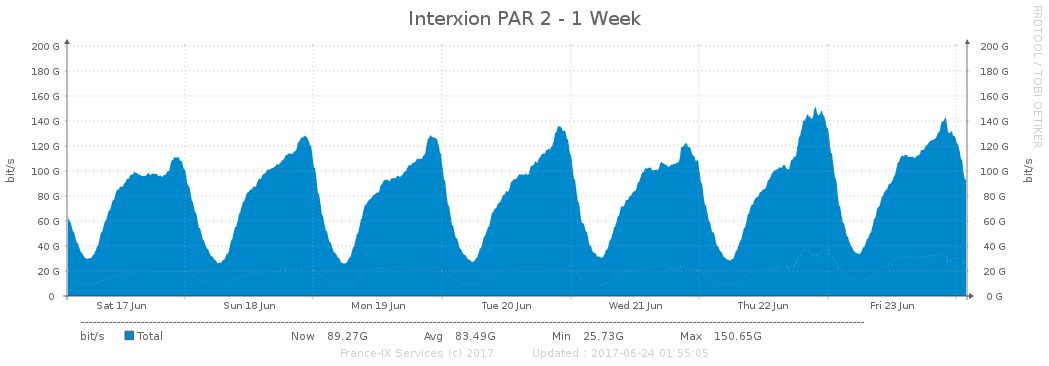 Interxion PAR 2 - 1 Week
RRDTOOL / TOBI OETIKER
200 G 200 G
180 G 180 G
160 G 160 G
140 G 140 G
120 G 120 G
100 G 100 G
80 G 80 G
60 G 60 G
40 G 40 G
20 G 20 G
0 0 G
bit/s bit/s
Sat 17 Jun Sun 18 Jun Mon 19 Jun Tue 20 Jun Wed 21 Jun Thu 22 Jun Fri 23 Jun
bit/s Total Now 89.27G Avg 83.49G Min 25.73G Max 150.65G
France-IX Services (c) 2017 Updated : 2017-06-24 01:55:05